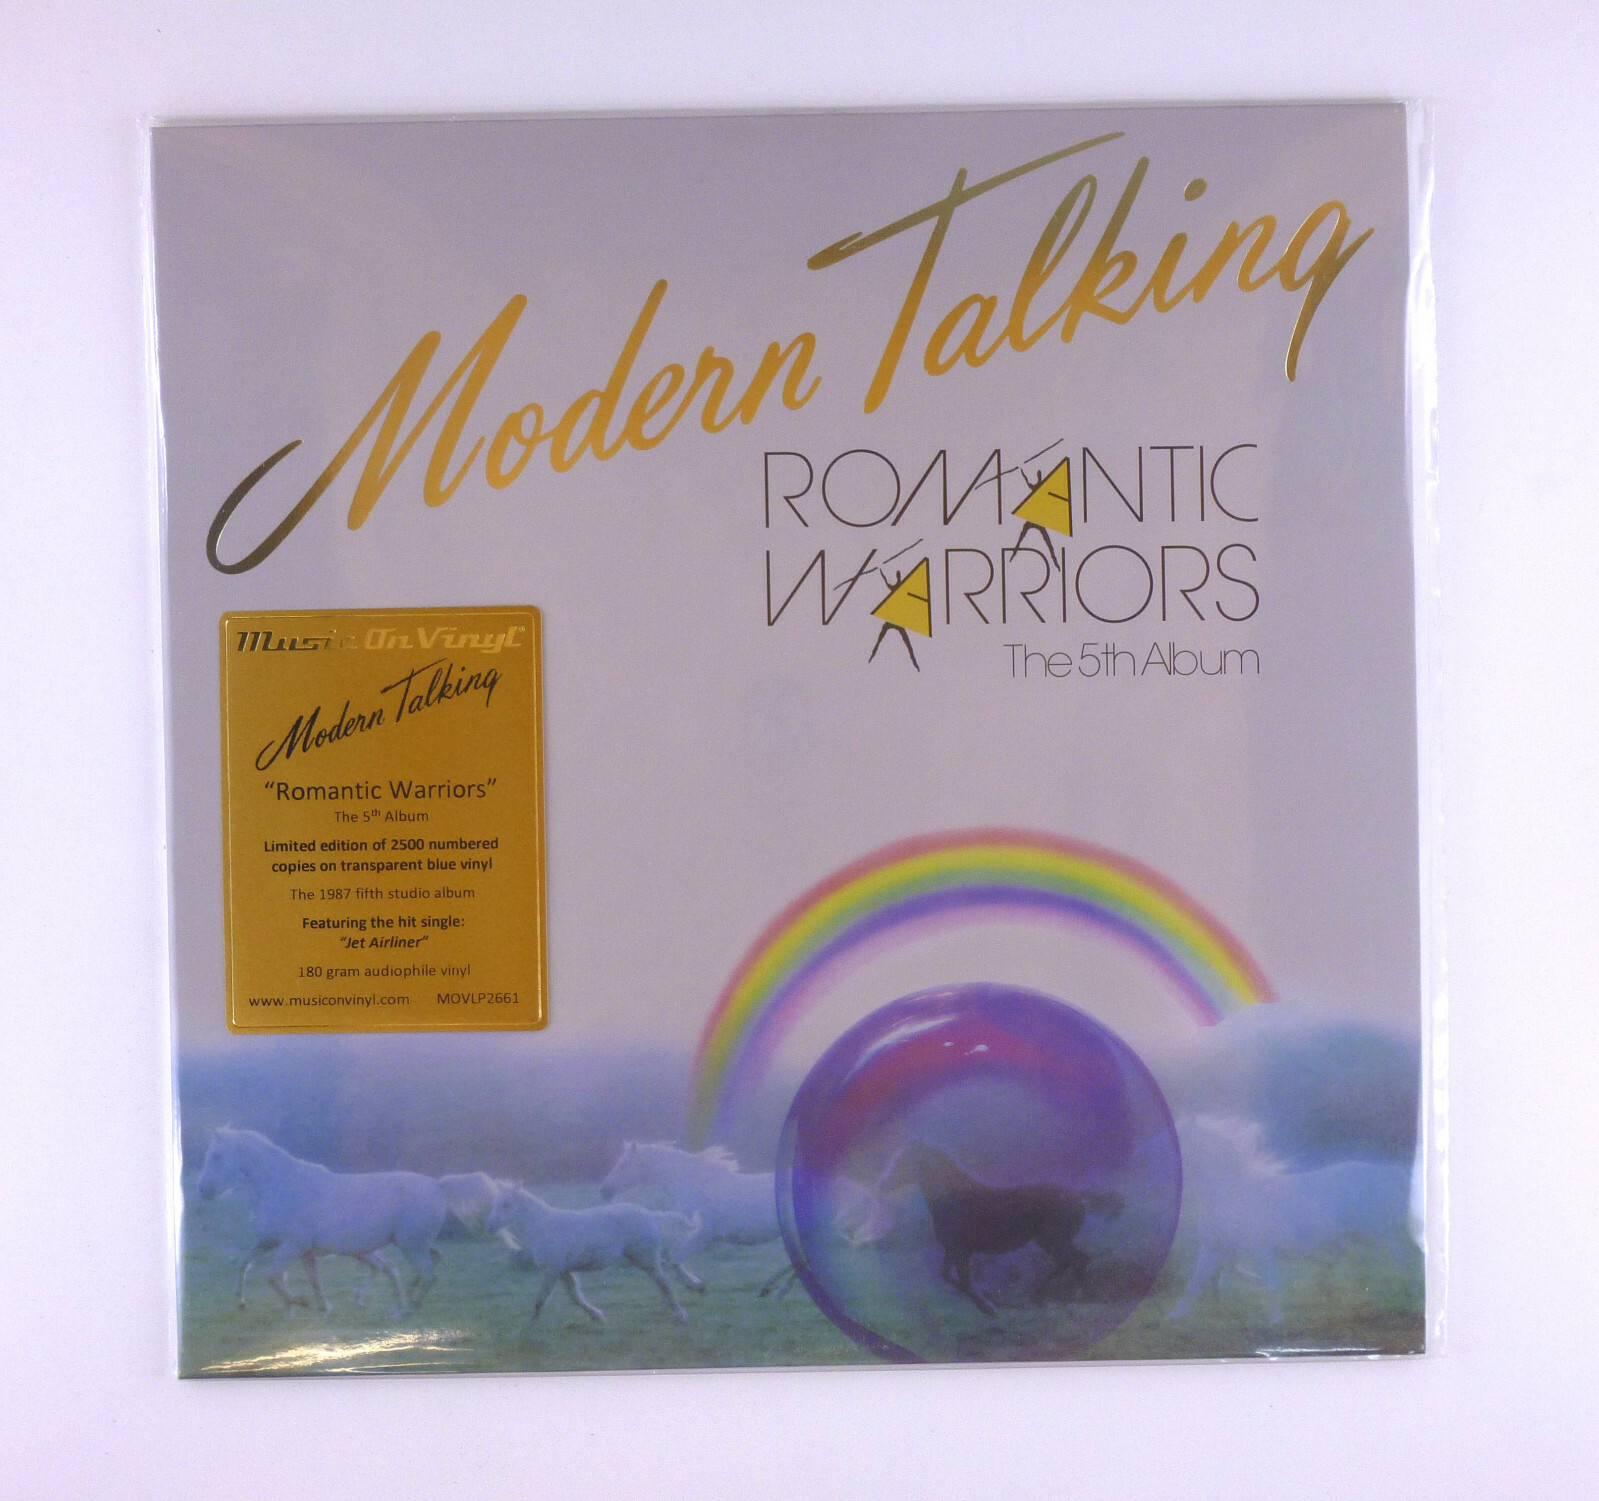 Modern Talking
ROMANTIC
WARRIORS
The 5th Album
Music On Vinyl®
Modern Talking
“Romantic Warriors”
The 5th Album
Limited edition of 2500 numbered
copies on transparent blue vinyl
The 1987 fifth studio album
Featuring the hit single:
“Jet Airliner”
180 gram audiophile vinyl
www.musiconvinyl.com MOVLP2661